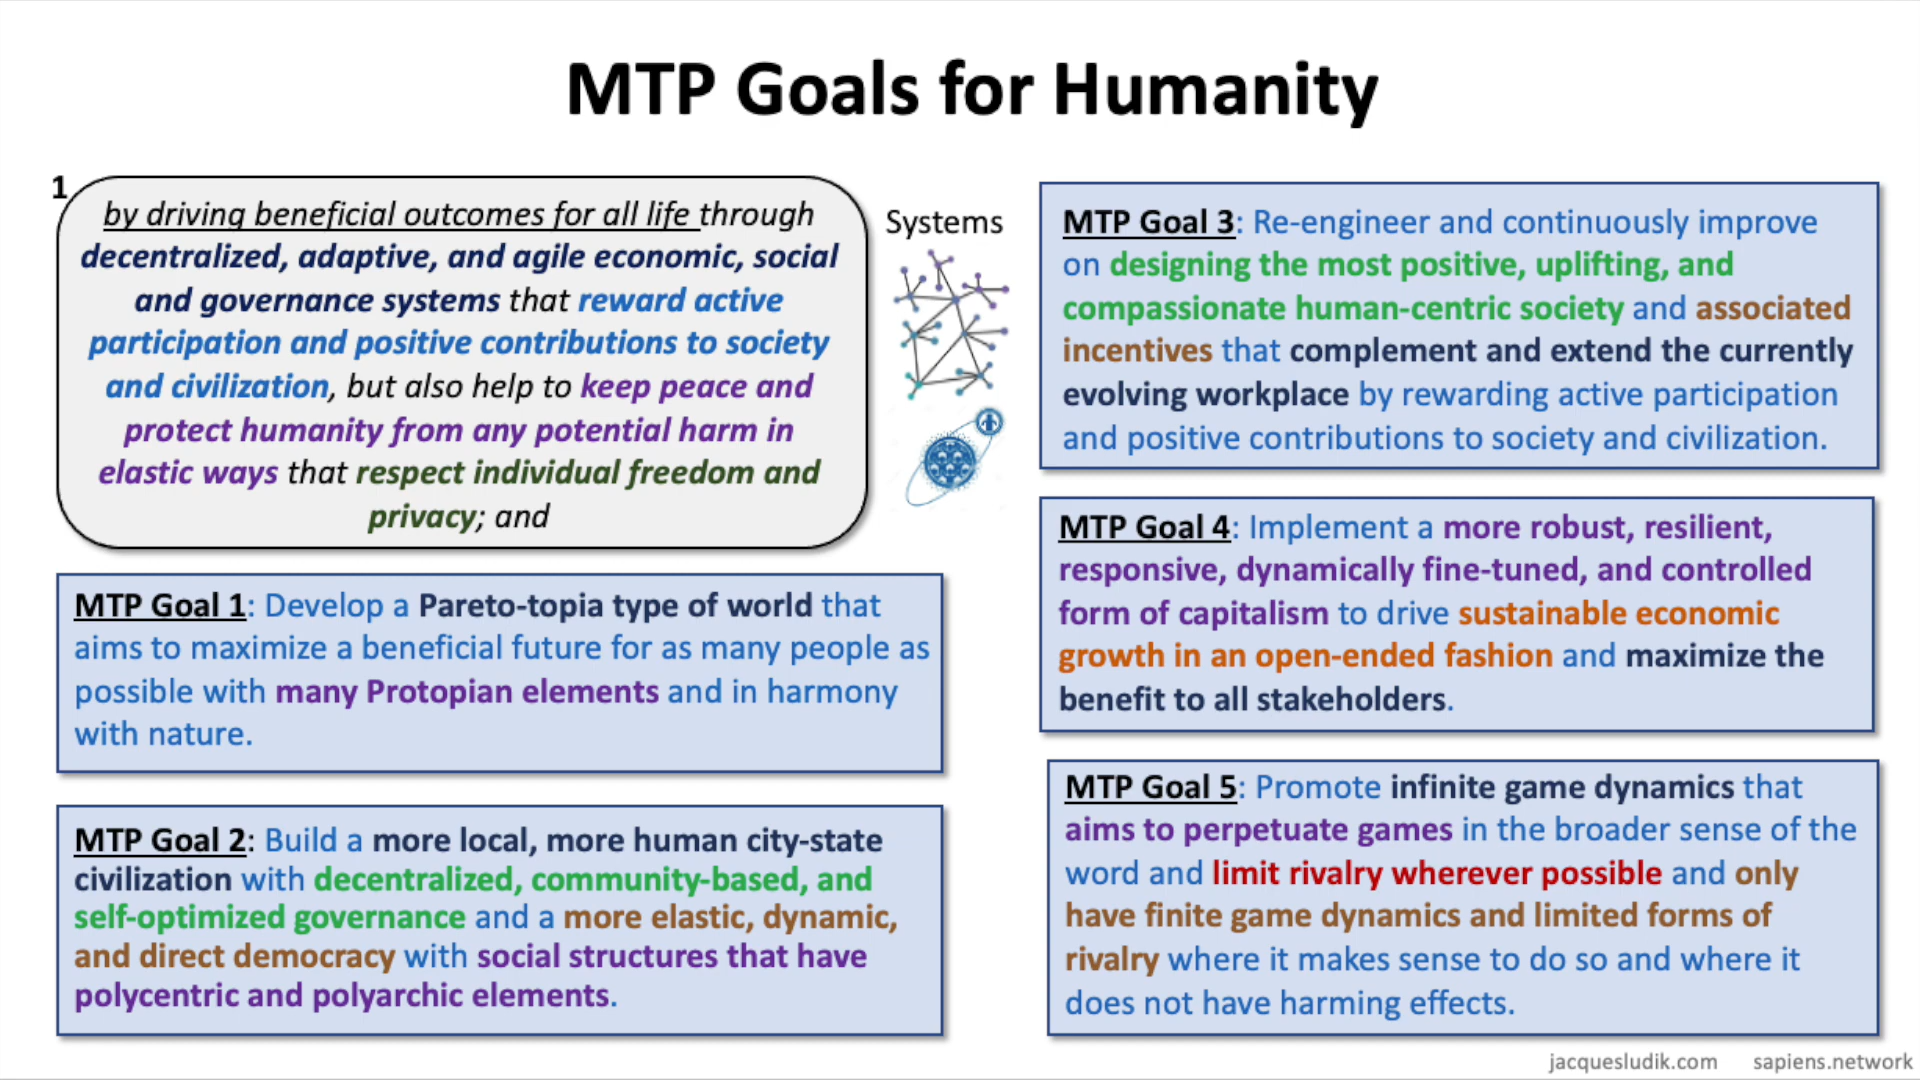 MTP Goals for Humanity
1
by driving beneficial outcomes for all life through
decentralized, adaptive, and agile economic, social
and governance systems that reward active
participation and positive contributions to society
and civilization, but also help to keep peace and
protect humanity from any potential harm in
elastic ways that respect individual freedom and
privacy; and
Systems
MTP Goal 1: Develop a Pareto-topia type of world that
aims to maximize a beneficial future for as many people as
possible with many Protopian elements and in harmony
with nature.
MTP Goal 2: Build a more local, more human city-state
civilization with decentralized, community-based, and
self-optimized governance and a more elastic, dynamic,
and direct democracy with social structures that have
polycentric and polyarchic elements.
MTP Goal 3: Re-engineer and continuously improve
on designing the most positive, uplifting, and
compassionate human-centric society and associated
incentives that complement and extend the currently
evolving workplace by rewarding active participation
and positive contributions to society and civilization.
MTP Goal 4: Implement a more robust, resilient,
responsive, dynamically fine-tuned, and controlled
form of capitalism to drive sustainable economic
growth in an open-ended fashion and maximize the
benefit to all stakeholders.
MTP Goal 5: Promote infinite game dynamics that
aims to perpetuate games in the broader sense of the
word and limit rivalry wherever possible and only
have finite game dynamics and limited forms of
rivalry where it makes sense to do so and where it
does not have harming effects.
jacquesludik.com sapiens.network